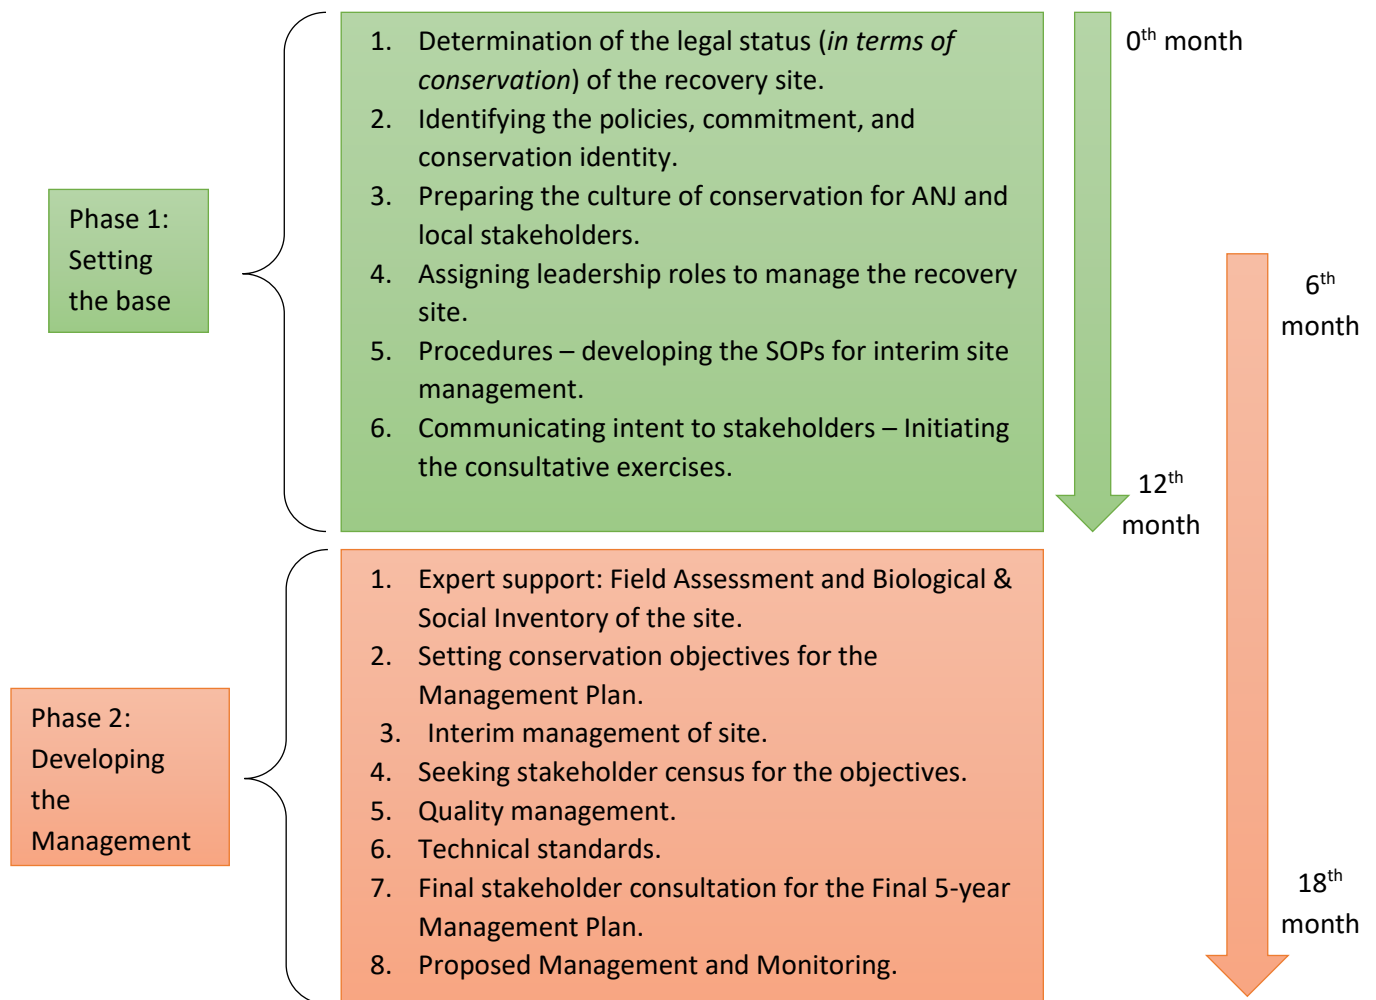 Phase 1:
Setting
the base
1. Determination of the legal status (in terms of
conservation) of the recovery site.
2. Identifying the policies, commitment, and
conservation identity.
3. Preparing the culture of conservation for ANJ and
local stakeholders.
4. Assigning leadership roles to manage the recovery
site.
5. Procedures – developing the SOPs for interim site
management.
6. Communicating intent to stakeholders – Initiating
the consultative exercises.
0th month
12th
month
6th
month
Phase 2:
Developing
the
Management
1. Expert support: Field Assessment and Biological &
Social Inventory of the site.
2. Setting conservation objectives for the
Management Plan.
3. Interim management of site.
4. Seeking stakeholder census for the objectives.
5. Quality management.
6. Technical standards.
7. Final stakeholder consultation for the Final 5-year
Management Plan.
8. Proposed Management and Monitoring.
18th
month